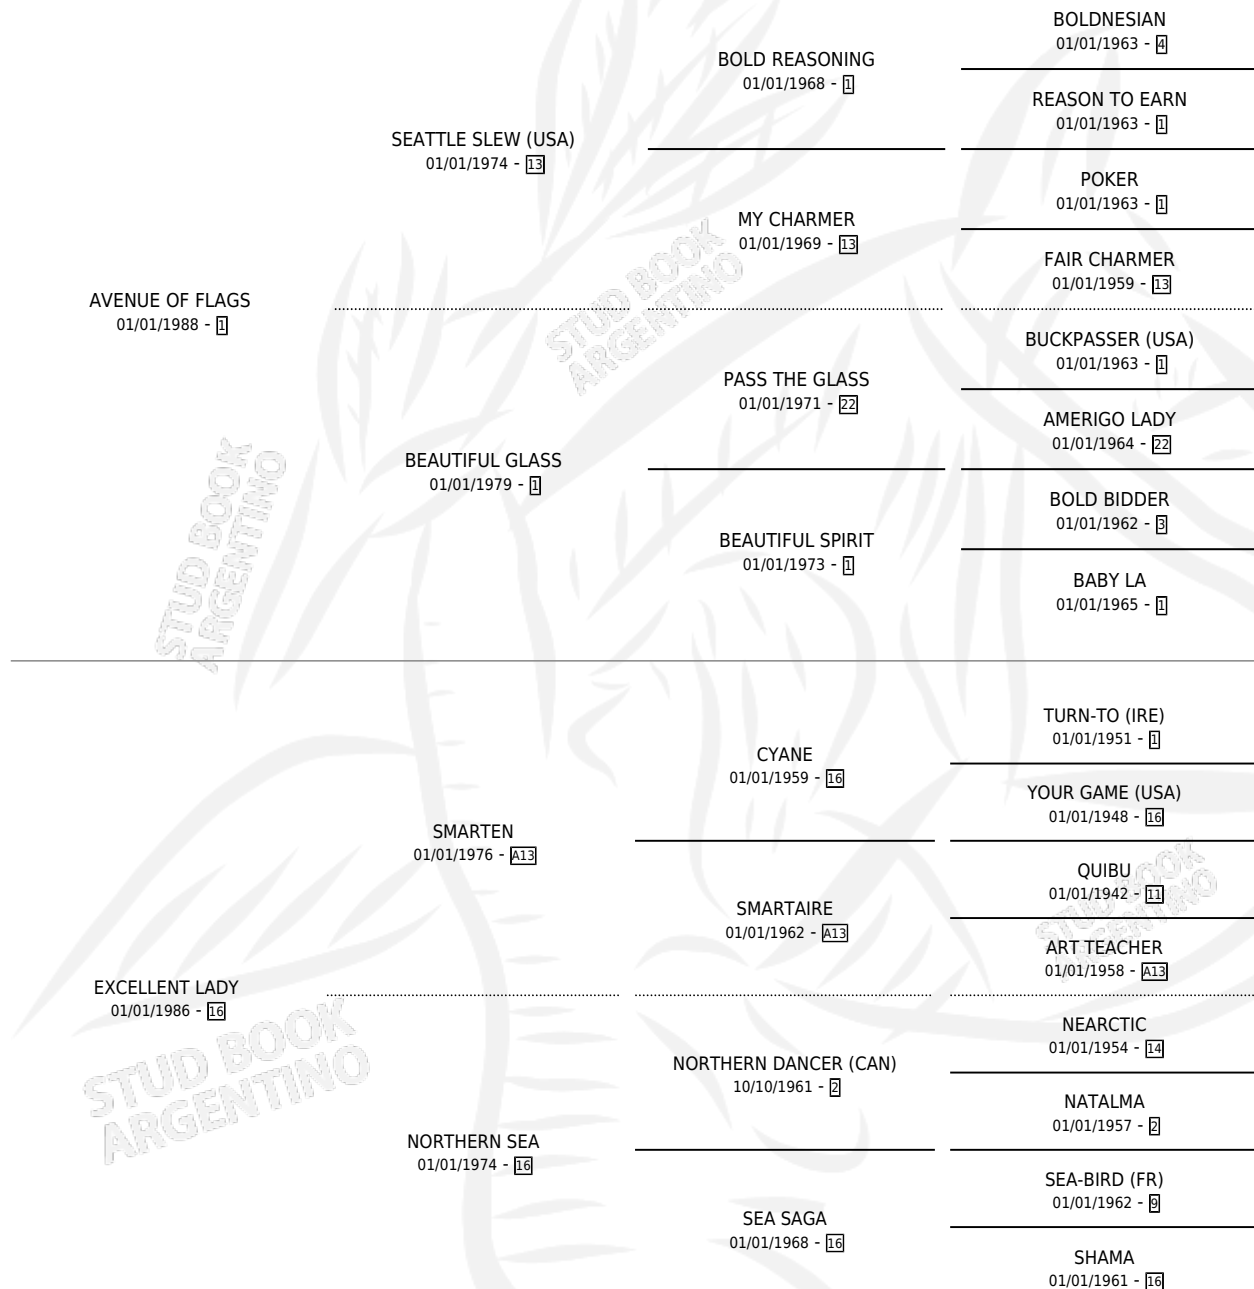 BOLDNESIAN
01/01/1963 - 4
BOLD REASONING
01/01/1968 - 1
REASON TO EARN
01/01/1963 - 1
SEATTLE SLEW (USA)
01/01/1974 - 13
POKER
01/01/1963 - 1
MY CHARMER
01/01/1969 - 13
FAIR CHARMER
01/01/1959 - 13
AVENUE OF FLAGS
01/01/1988 - 1
BUCKPASSER (USA)
01/01/1963 - 1
PASS THE GLASS
01/01/1971 - 22
AMERIGO LADY
01/01/1964 - 22
BEAUTIFUL GLASS
01/01/1979 - 1
BOLD BIDDER
01/01/1962 - 3
BEAUTIFUL SPIRIT
01/01/1973 - 1
BABY LA
01/01/1965 - 1
TURN-TO (IRE)
01/01/1951 - 1
CYANE
01/01/1959 - 16
YOUR GAME (USA)
01/01/1948 - 16
SMARTEN
01/01/1976 - A13
QUIBU
01/01/1942 - 11
SMARTAIRE
01/01/1962 - A13
ART TEACHER
01/01/1958 - A13
EXCELLENT LADY
01/01/1986 - 16
NEARCTIC
01/01/1954 - 14
NORTHERN DANCER (CAN)
10/10/1961 - 2
NATALMA
01/01/1957 - 2
NORTHERN SEA
01/01/1974 - 16
SEA-BIRD (FR)
01/01/1962 - 9
SEA SAGA
01/01/1968 - 16
SHAMA
01/01/1961 - 16
STUD BOOK
ARGENTINO
STUD BOOK
ARGENTINO
STUD BOOK
ARGENTINO
STUD BOOK
ARGENTINO